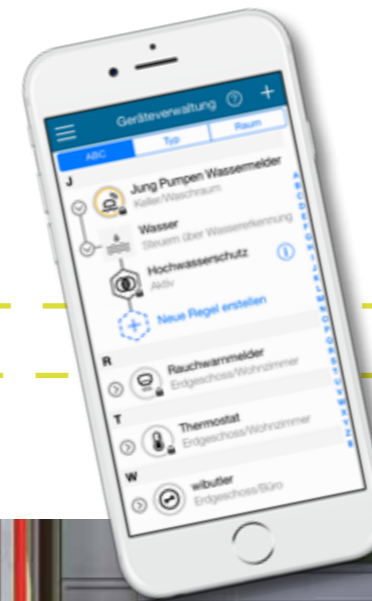 Geräteverwaltung
ABC Typ Raum
J
Jung Pumpen Wassermelder
Keller/Waschraum
Wasser
Steuern über Wassererkennung
Hochwasserschutz
Aktiv
Neue Regel erstellen
R
Rauchwarnmelder
Erdgeschoss/Wohnzimmer
T
Thermostat
Erdgeschoss/Wohnzimmer
W
wibutler
Erdgeschoss/Büro